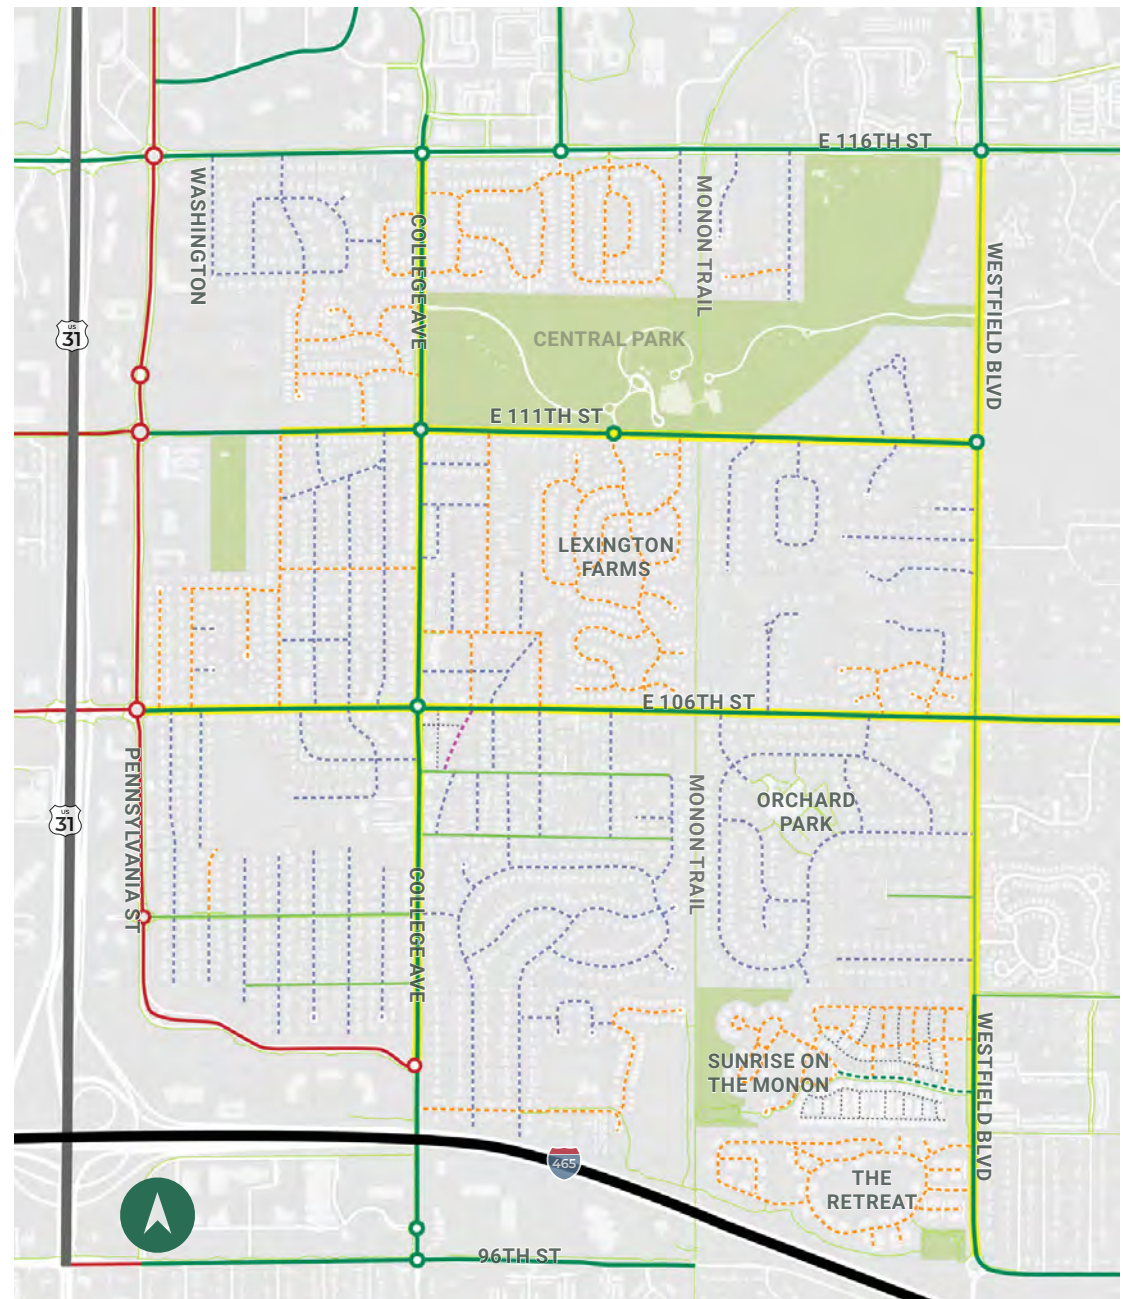 E 116TH ST
WASHINGTON
COLLEGE AVE
MONON TRAIL
WESTFIELD BLVD
US
31
CENTRAL PARK
E 111TH ST
LEXINGTON
FARMS
E 106TH ST
PENNSYLVANIA ST
US
31
MONON TRAIL
ORCHARD
PARK
COLLEGE AVE
SUNRISE ON
THE MONON
WESTFIELD BLVD
465
THE
RETREAT
96TH ST